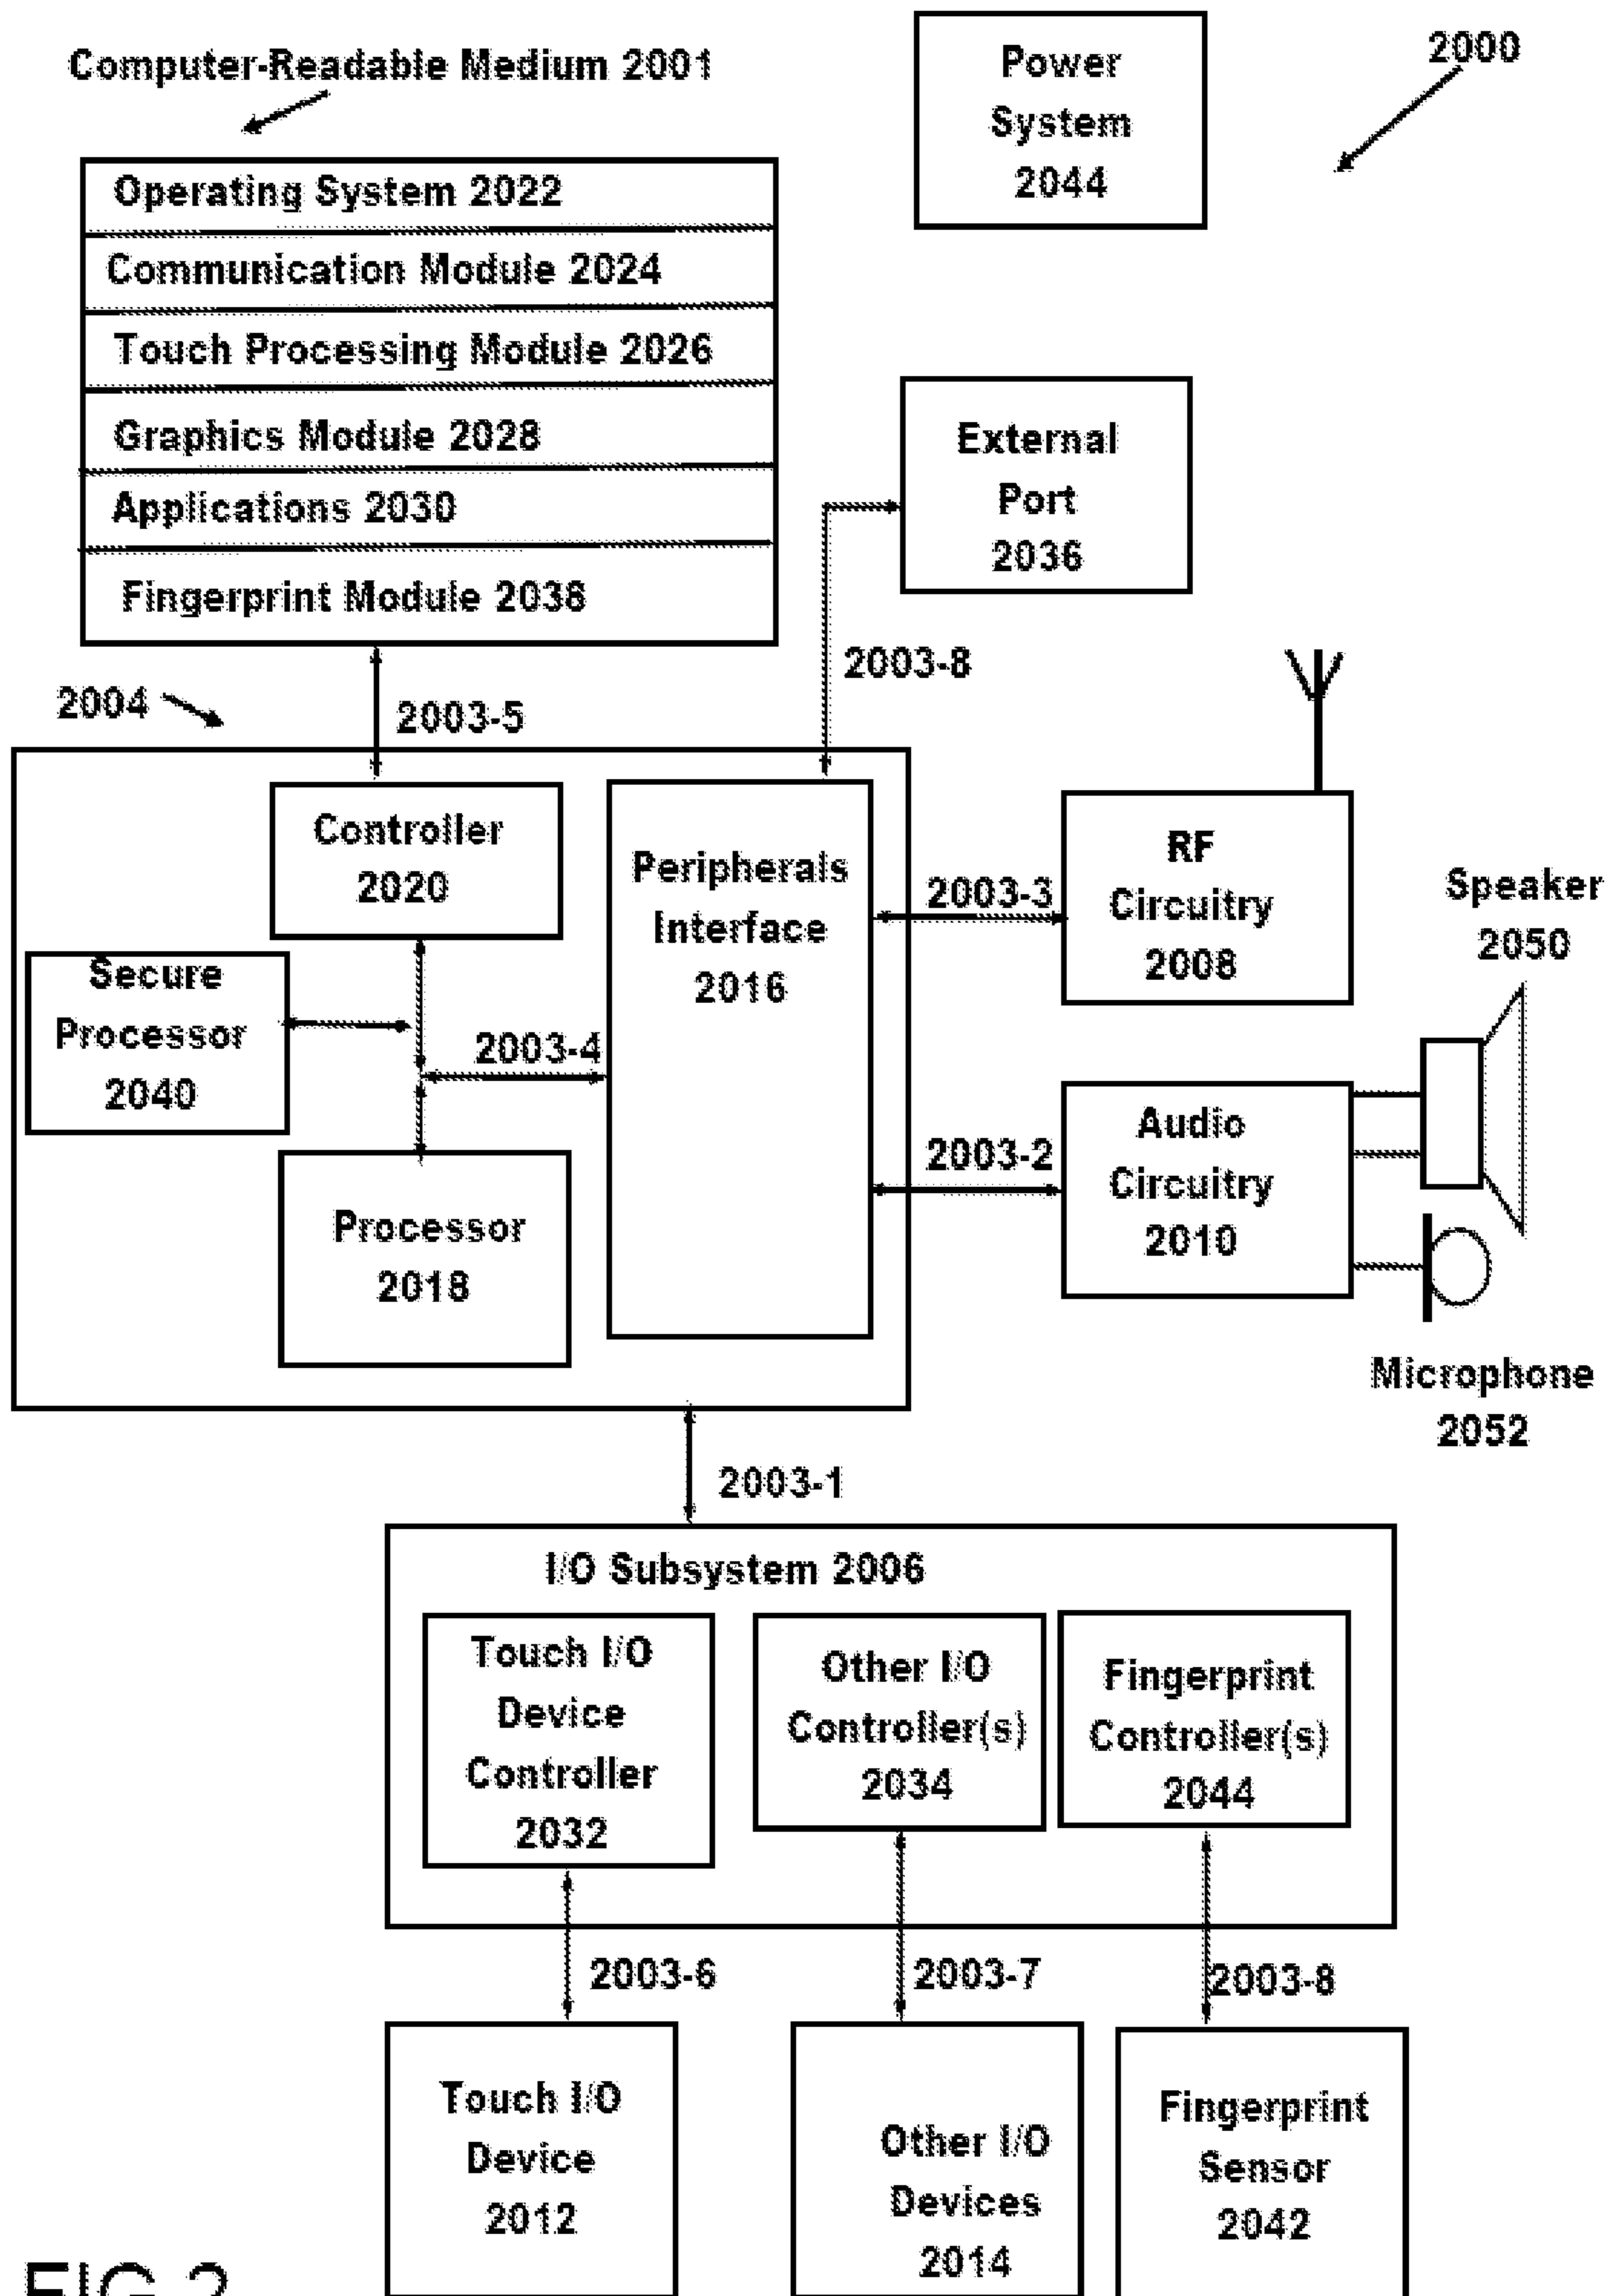 Computer-Readable Medium 2001
Power
System
2044
2000
Operating System 2022
Communication Module 2024
Touch Processing Module 2026
Graphics Module 2028
Applications 2030
Fingerprint Module 2038
External
Port
2036
2003-8
2004
2003-5
Controller
2020
Peripherals
Interface
2016
Secure
Processor
2040
2003-4
Processor
2018
2003-3
RF
Circuitry
2008
Speaker
2050
2003-2
Audio
Circuitry
2010
Microphone
2052
2003-1
I/O Subsystem 2006
Touch I/O
Device
Controller
2032
Other I/O
Controller(s)
2034
Fingerprint
Controller(s)
2044
2003-6
2003-7
2003-8
Touch I/O
Device
2012
Other I/O
Devices
2014
Fingerprint
Sensor
2042
FIG 2